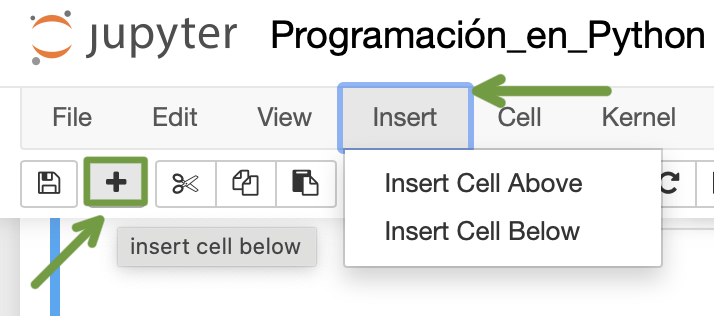 jupyter Programación_en_Python
File Edit View Insert Cell Kernel
Insert Cell Above
Insert Cell Below
insert cell below